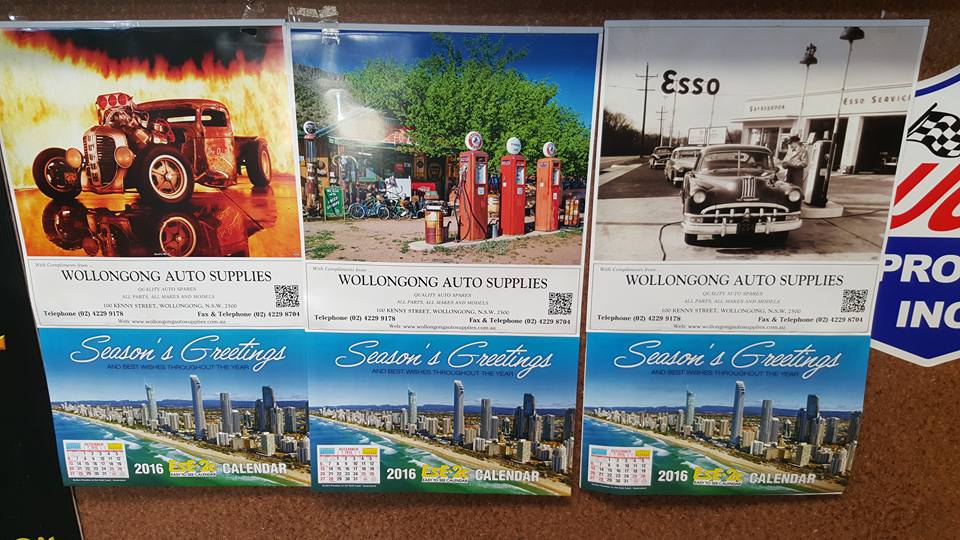 With Compliments from
WOLLONGONG AUTO SUPPLIES
QUALITY AUTO SPARES
ALL PARTS, ALL MAKES AND MODELS
100 KENNY STREET, WOLLONGONG, N.S.W. 2500
Telephone (02) 4229 9178 Fax & Telephone (02) 4229 8704
Web: www.wollongongautosupplies.com.au
Season's Greetings
AND BEST WISHES THROUGHOUT THE YEAR
DECEMBER
2016 EsE-2c CALENDAR
EASY TO SEE CALENDAR
With Compliments from
WOLLONGONG AUTO SUPPLIES
QUALITY AUTO SPARES
ALL PARTS, ALL MAKES AND MODELS
100 KENNY STREET, WOLLONGONG, N.S.W. 2500
Telephone (02) 4229 9178 Fax & Telephone (02) 4229 8704
Web: www.wollongongautosupplies.com.au
Season's Greetings
AND BEST WISHES THROUGHOUT THE YEAR
2016 EsE-2c CALENDAR
EASY TO SEE CALENDAR
Esso
Esso Servic
With Compliments from
WOLLONGONG AUTO SUPPLIES
QUALITY AUTO SPARES
ALL PARTS, ALL MAKES AND MODELS
100 KENNY STREET, WOLLONGONG, N.S.W. 2500
Telephone (02) 4229 9178 Fax & Telephone (02) 4229 8704
Web: www.wollongongautosupplies.com.au
Season's Greetings
AND BEST WISHES THROUGHOUT THE YEAR
2016 EsE-2c CALENDAR
EASY TO SEE CALENDAR
PRO
INC